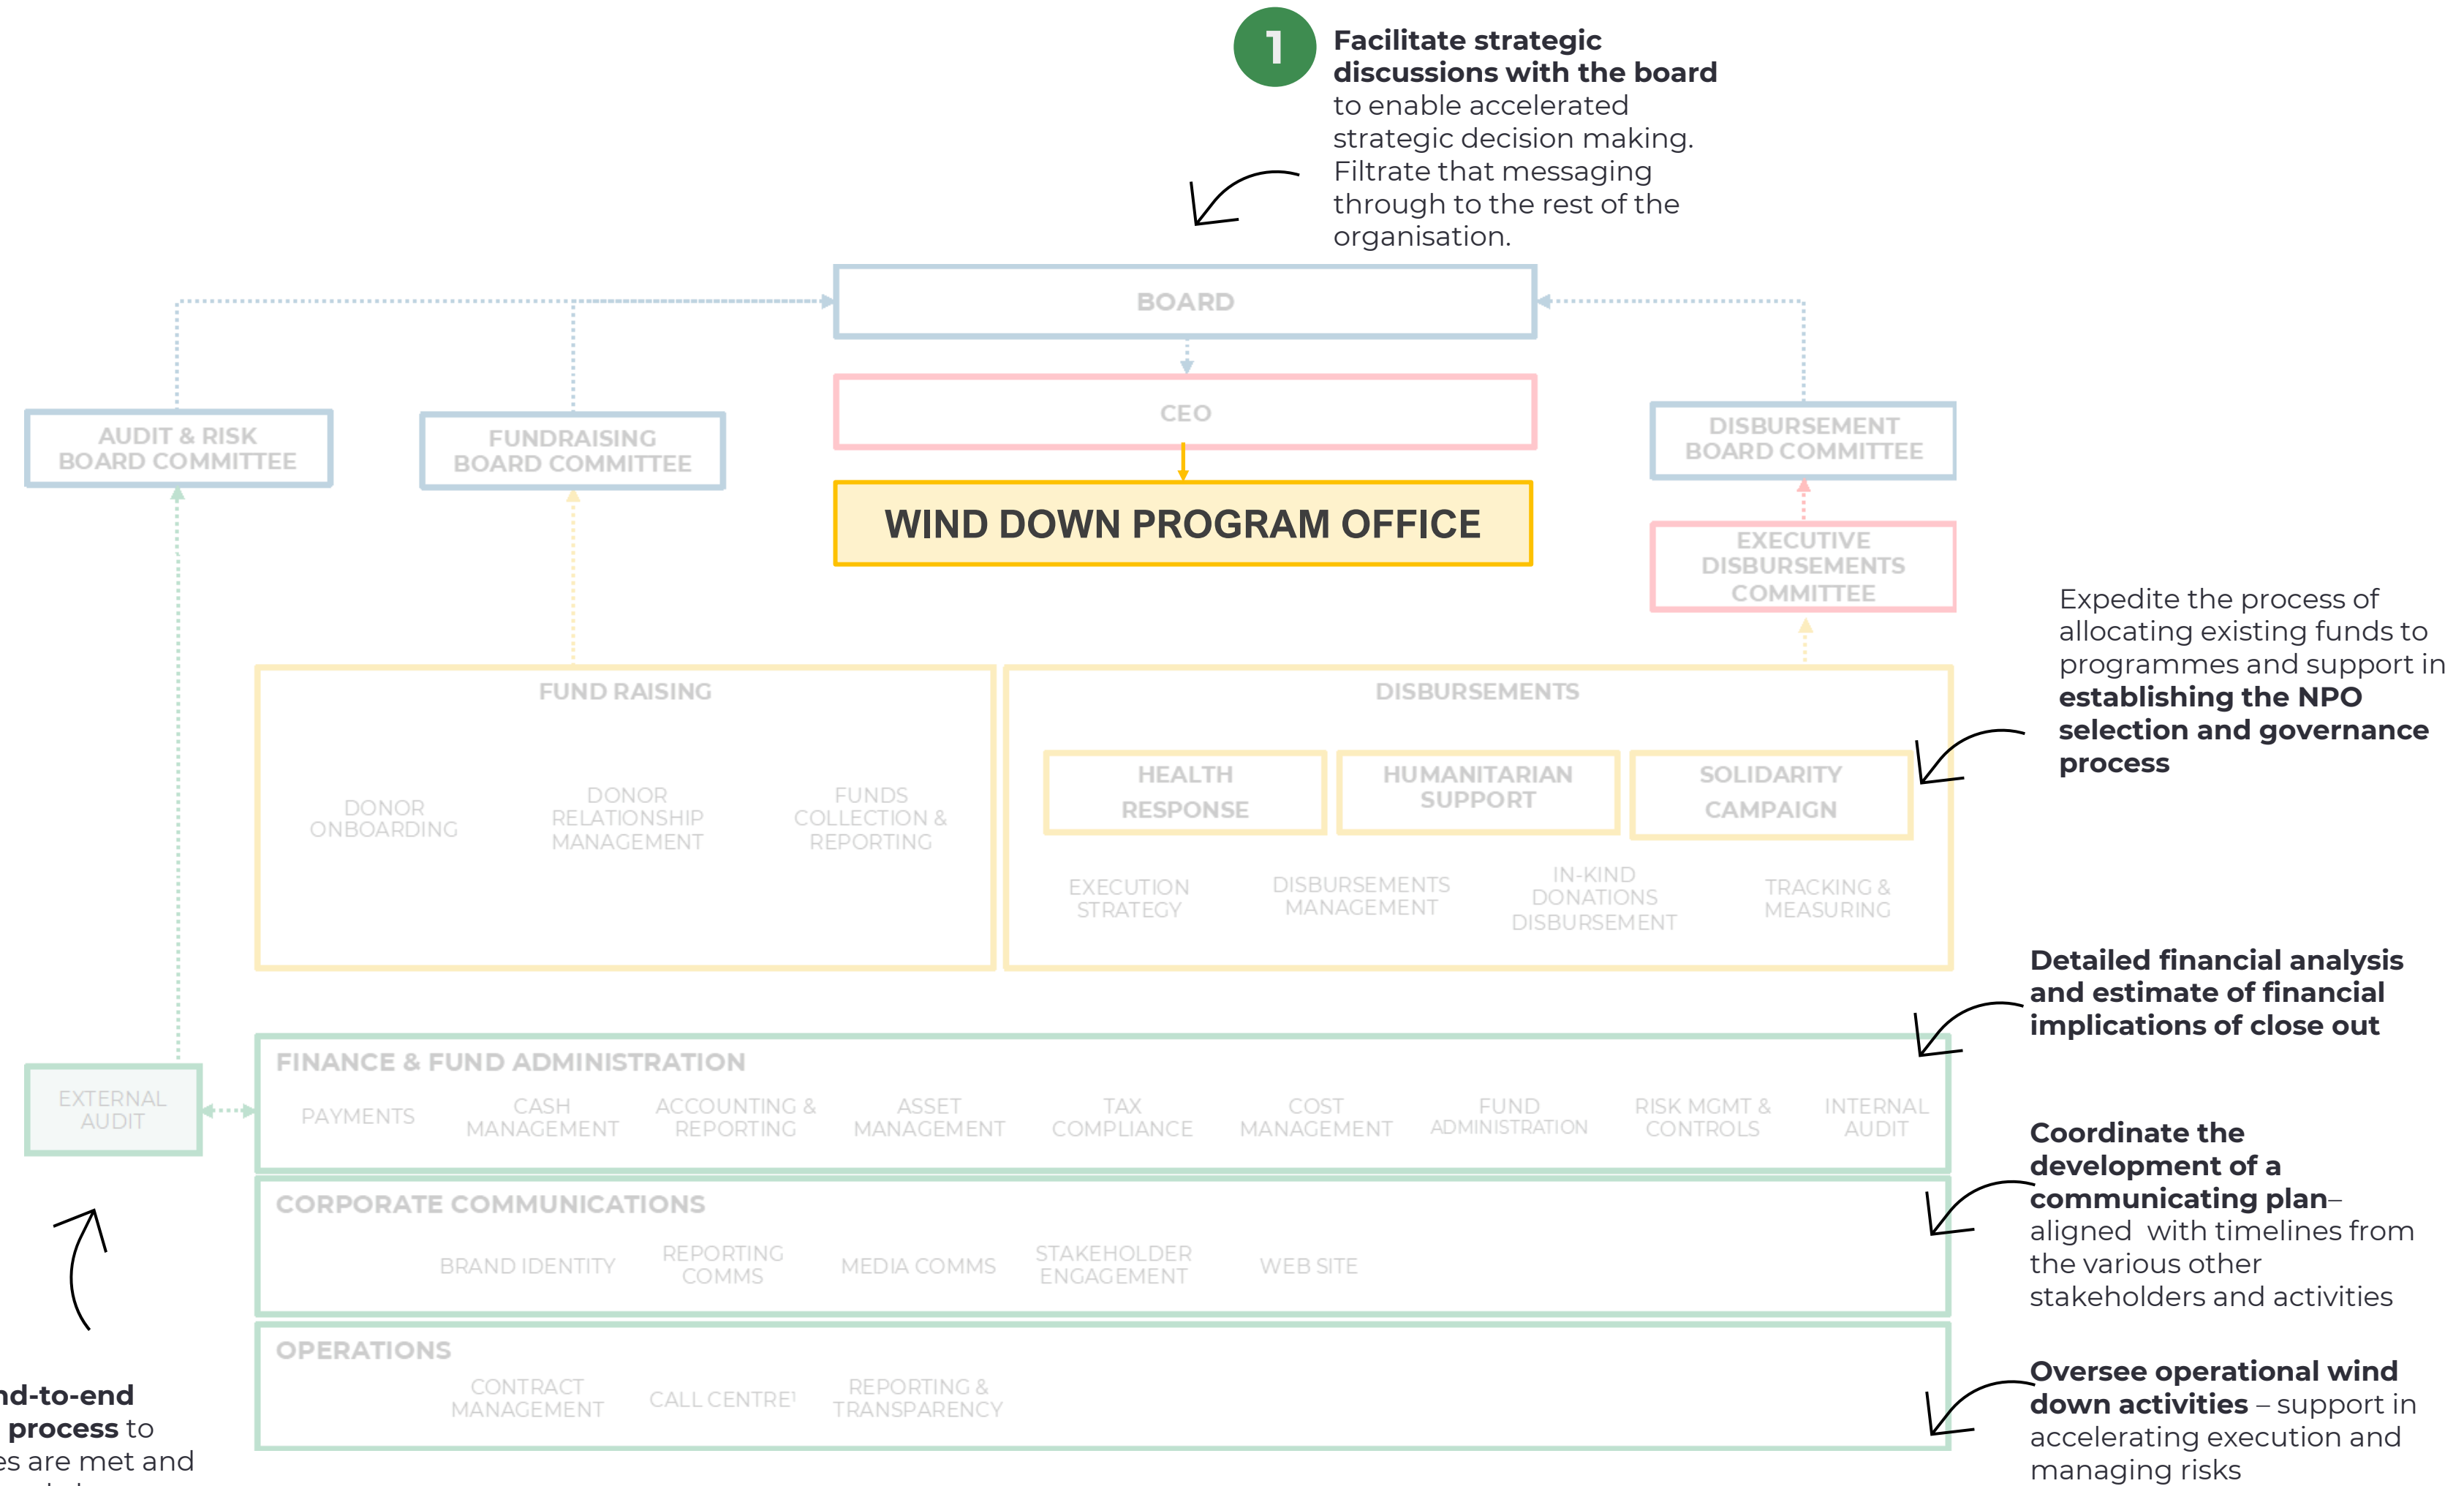 1
Facilitate strategic
discussions with the board
to enable accelerated
strategic decision making.
Filtrate that messaging
through to the rest of the
organisation.
BOARD
CEO
AUDIT & RISK
BOARD COMMITTEE
FUNDRAISING
BOARD COMMITTEE
DISBURSEMENT
BOARD COMMITTEE
WIND DOWN PROGRAM OFFICE
EXECUTIVE
DISBURSEMENTS
COMMITTEE
Expedite the process of
allocating existing funds to
programmes and support in
establishing the NPO
selection and governance
process
FUND RAISING
DONOR
ONBOARDING
DONOR
RELATIONSHIP
MANAGEMENT
FUNDS
COLLECTION &
REPORTING
DISBURSEMENTS
HEALTH
RESPONSE
HUMANITARIAN
SUPPORT
SOLIDARITY
CAMPAIGN
EXECUTION
STRATEGY
DISBURSEMENTS
MANAGEMENT
IN-KIND
DONATIONS
DISBURSEMENT
TRACKING &
MEASURING
Detailed financial analysis
and estimate of financial
implications of close out
EXTERNAL
AUDIT
FINANCE & FUND ADMINISTRATION
PAYMENTS
CASH
MANAGEMENT
ACCOUNTING &
REPORTING
ASSET
MANAGEMENT
TAX
COMPLIANCE
COST
MANAGEMENT
FUND
ADMINISTRATION
RISK MGMT &
CONTROLS
INTERNAL
AUDIT
Coordinate the
development of a
communicating plan–
aligned with timelines from
the various other
stakeholders and activities
CORPORATE COMMUNICATIONS
BRAND IDENTITY
REPORTING
COMMS
MEDIA COMMS
STAKEHOLDER
ENGAGEMENT
WEB SITE
OPERATIONS
CONTRACT
MANAGEMENT
CALL CENTRE¹
REPORTING &
TRANSPARENCY
Oversee operational wind
down activities – support in
accelerating execution and
managing risks
nd-to-end
process to
es are met and